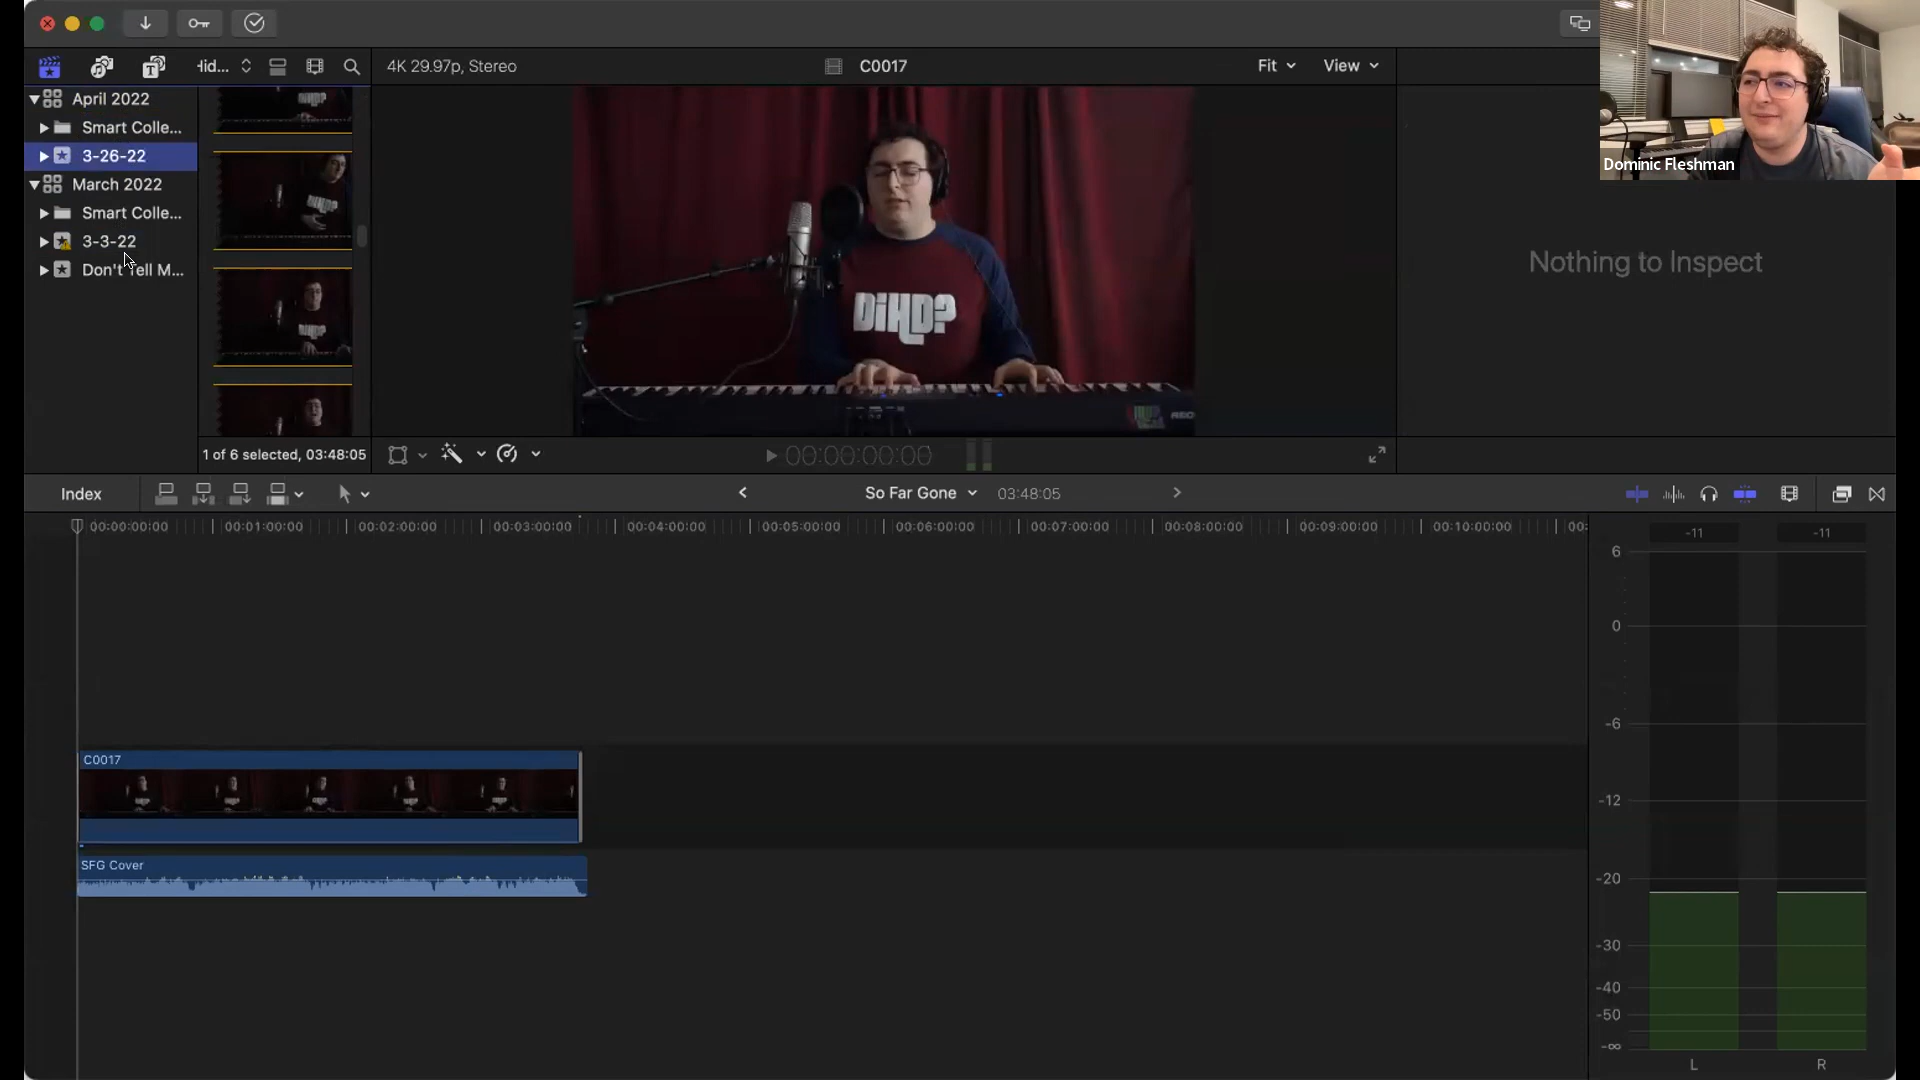 Hid...
4K 29.97p, Stereo
C0017
Fit
View
April 2022
Smart Colle...
3-26-22
March 2022
Smart Colle...
3-3-22
Don't Tell M...
DiHD?
Dominic Fleshman
Nothing to Inspect
1 of 6 selected, 03:48:05
00:00:00:00
Index
So Far Gone
03:48:05
00:00:00:00
00:01:00:00
00:02:00:00
00:03:00:00
00:04:00:00
00:05:00:00
00:06:00:00
00:07:00:00
00:08:00:00
00:09:00:00
00:10:00:00
00:
-11
-11
6
0
-6
-12
-20
-30
-40
-50
-∞
L
R
C0017
SFG Cover